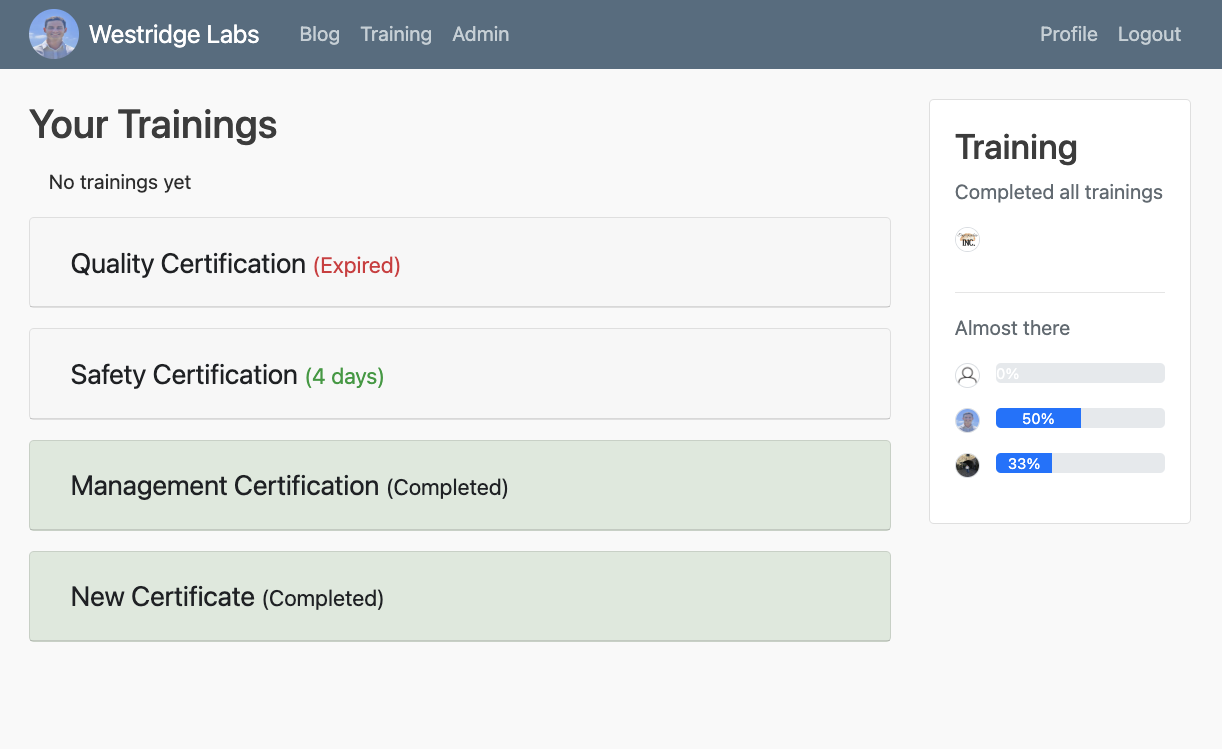 Westridge Labs Blog Training Admin Profile Logout
Your Trainings
No trainings yet
Quality Certification (Expired)
Safety Certification (4 days)
Management Certification (Completed)
New Certificate (Completed)
Training
Completed all trainings
INC.
Almost there
0%
50%
33%